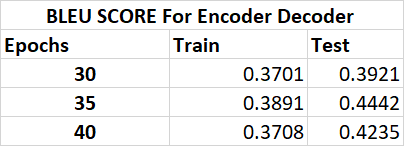 BLEU SCORE For Encoder Decoder
Epochs Train Test
30 0.3701 0.3921
35 0.3891 0.4442
40 0.3708 0.4235